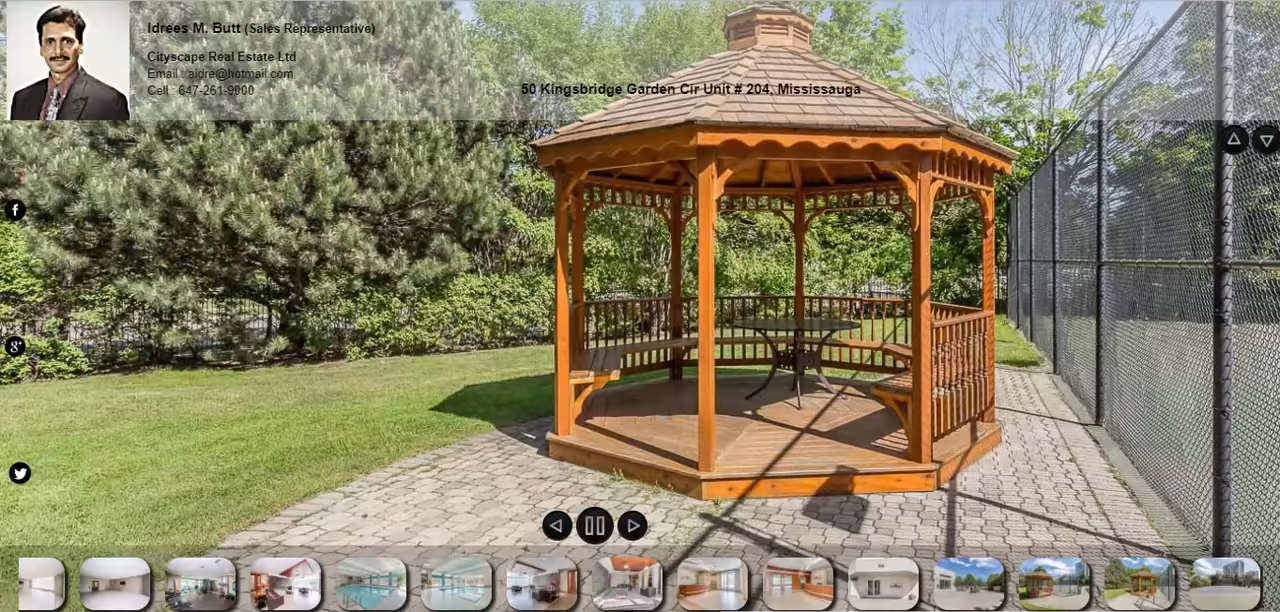 Idrees M. Butt (Sales Representative)
Cityscape Real Estate Ltd
Email : aidre@hotmail.com
Cell : 647-261-9900
50 Kingsbridge Garden Cir Unit # 204, Mississauga
f
g+